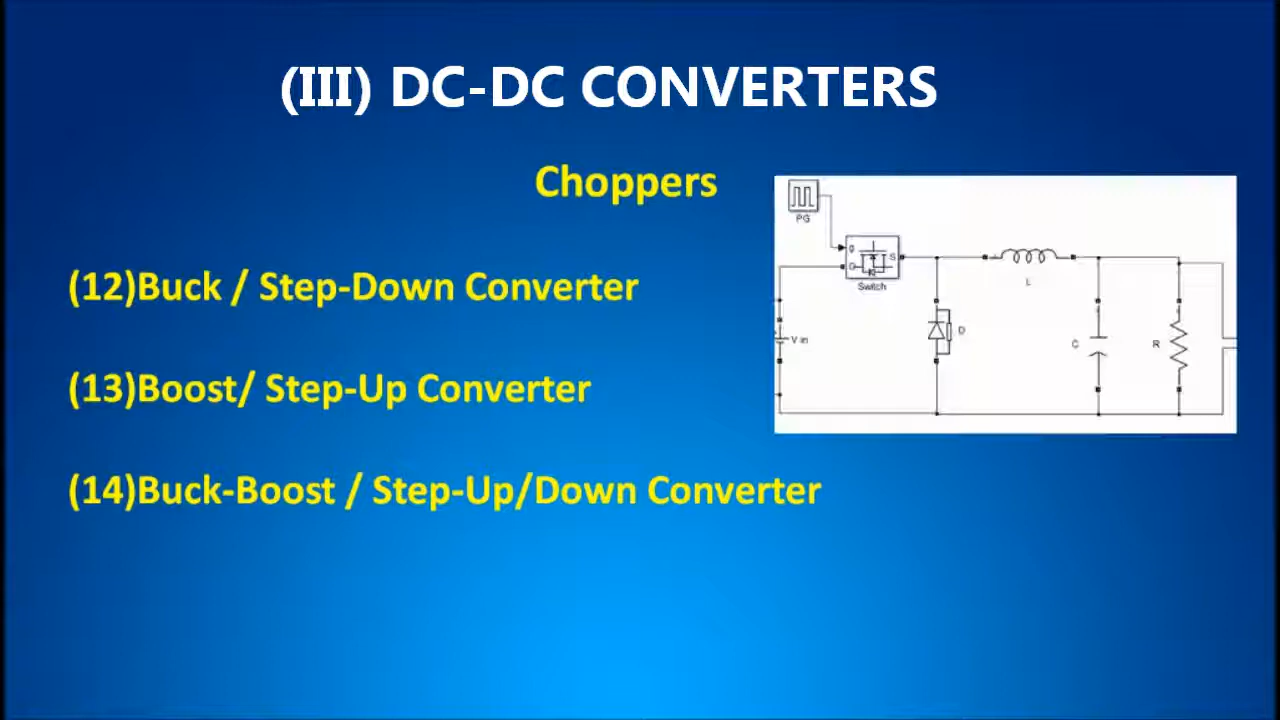 (III) DC-DC CONVERTERS
Choppers
(12)Buck / Step-Down Converter
(13)Boost/ Step-Up Converter
(14)Buck-Boost / Step-Up/Down Converter
PG
g
D
S
Switch
L
V in
D
C
R